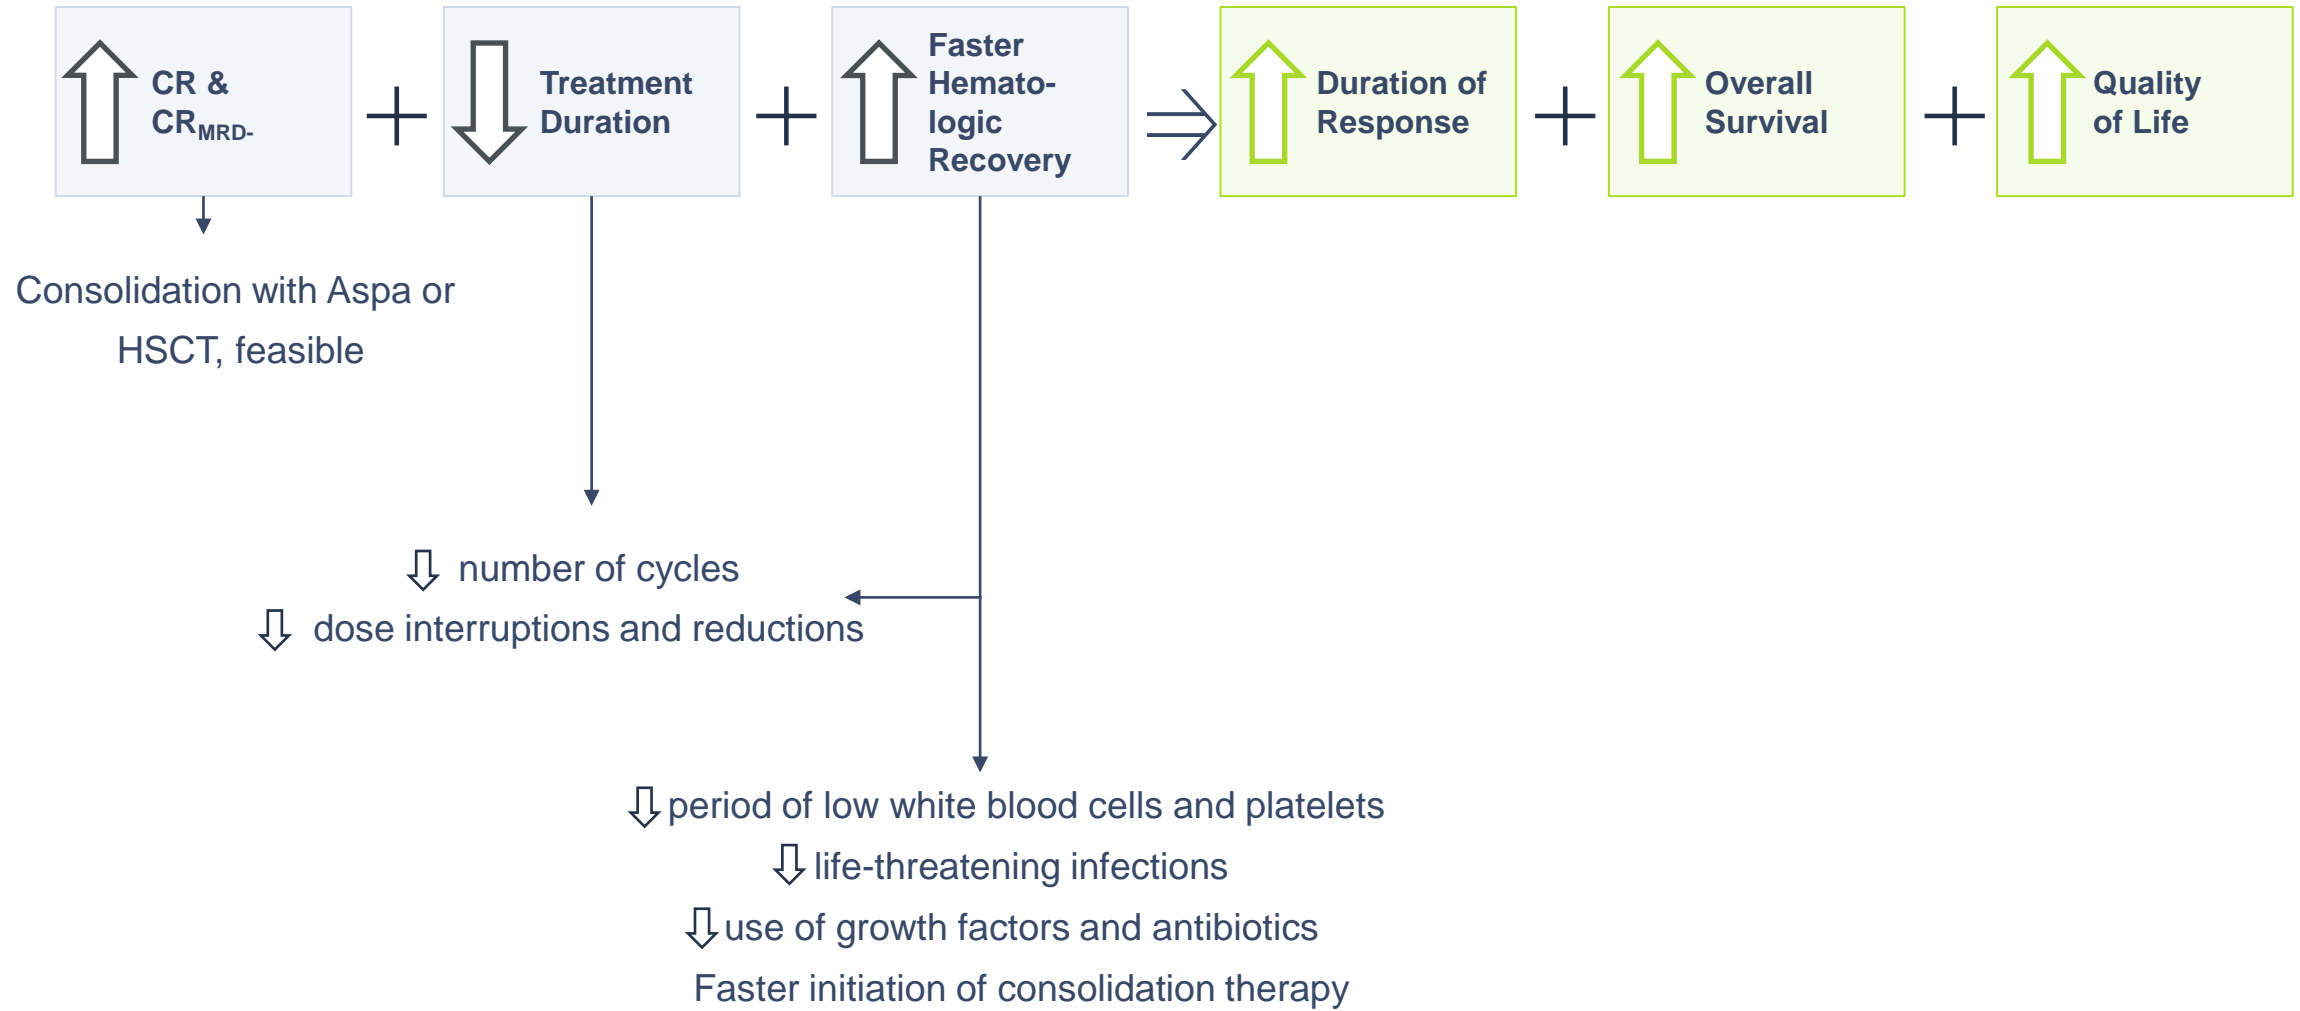 CR &
CRMRD-
Treatment
Duration
Faster
Hemato-
logic
Recovery
Duration of
Response
Overall
Survival
Quality
of Life
Consolidation with Aspa or
HSCT, feasible
number of cycles
dose interruptions and reductions
period of low white blood cells and platelets
life-threatening infections
use of growth factors and antibiotics
Faster initiation of consolidation therapy